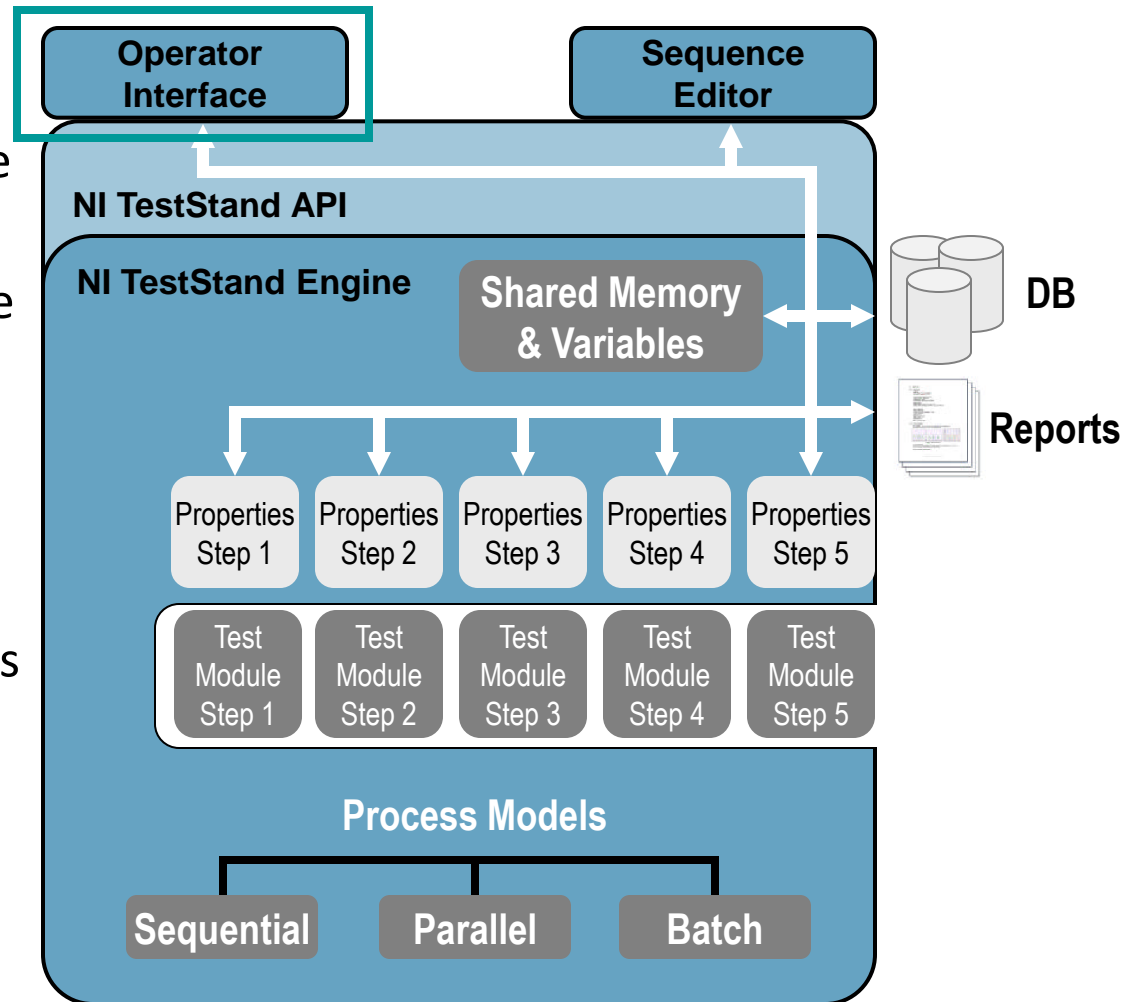 Operator
Interface
Sequence
Editor
e
NI TestStand API
NI TestStand Engine
e
Shared Memory
& Variables
DB
Reports
Properties
Step 1
Properties
Step 2
Properties
Step 3
Properties
Step 4
Properties
Step 5
s
Test
Module
Step 1
Test
Module
Step 2
Test
Module
Step 3
Test
Module
Step 4
Test
Module
Step 5
Process Models
Sequential
Parallel
Batch